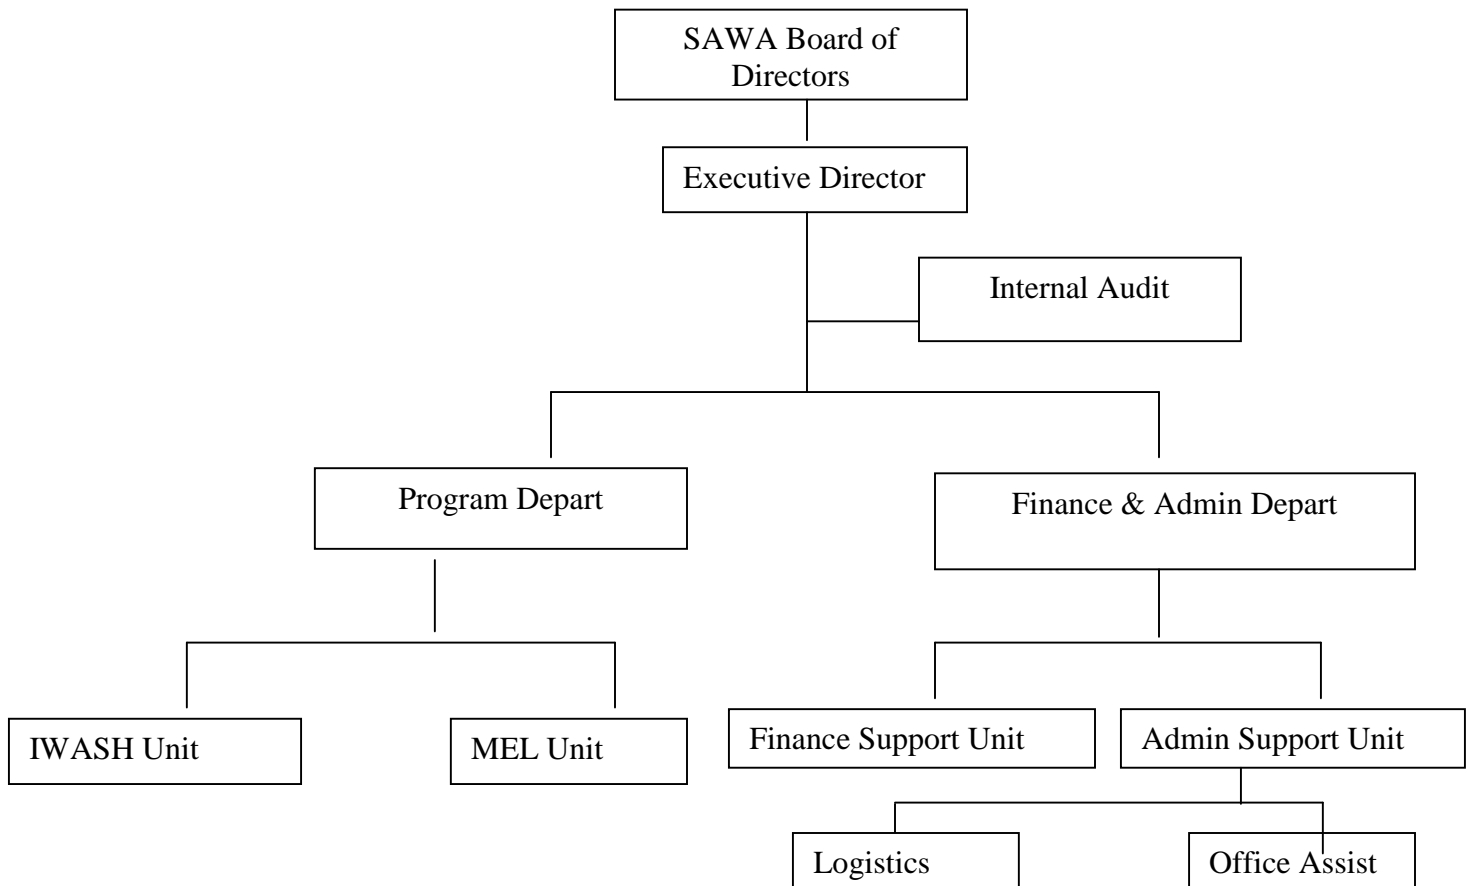 SAWA Board of
Directors
Executive Director
Internal Audit
Program Depart
Finance & Admin Depart
IWASH Unit
MEL Unit
Finance Support Unit
Admin Support Unit
Logistics
Office Assist